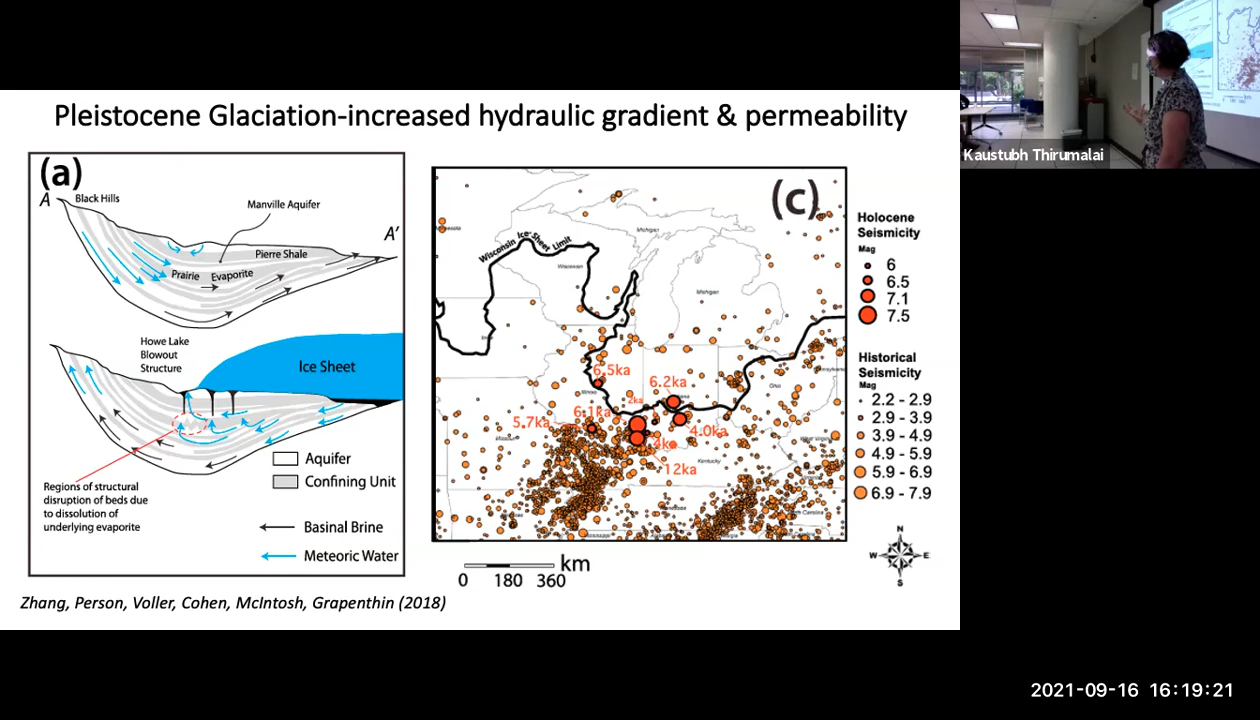 Pleistocene Glaciation-increased hydraulic gradient & permeability
Kaustubh Thirumalai
(a)
A
Black Hills
Manville Aquifer
A'
Pierre Shale
Prairie Evaporite
Howe Lake
Blowout
Structure
Ice Sheet
Regions of structural
disruption of beds due
to dissolution of
underlying evaporite
Aquifer
Confining Unit
Basinal Brine
Meteoric Water
(c)
Wisconsin Ice-Sheet Limit
Michigan
Wisconsin
Michigan
Ohio
Kentucky
6.5ka
6.2ka
2ka
6.1ka
5.7ka
4.0ka
12ka
Holocene
Seismicity
Mag
6
6.5
7.1
7.5
Historical
Seismicity
Mag
2.2 - 2.9
2.9 - 3.9
3.9 - 4.9
4.9 - 5.9
5.9 - 6.9
6.9 - 7.9
N
W E
S
km
0 180 360
Zhang, Person, Voller, Cohen, McIntosh, Grapenthin (2018)
2021-09-16 16:19:21